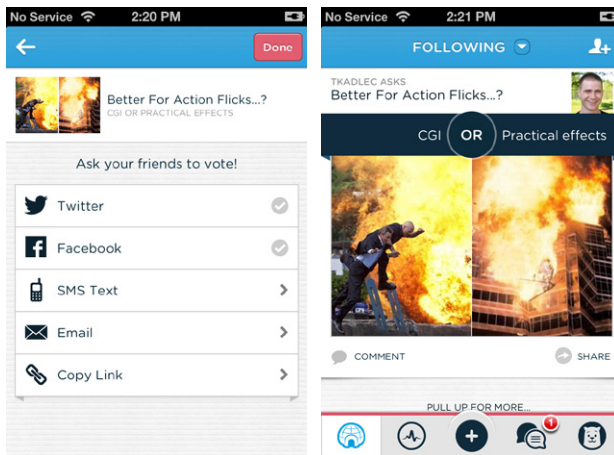 No Service 2:20 PM
Done
Better For Action Flicks...?
CGI OR PRACTICAL EFFECTS
Ask your friends to vote!
Twitter
Facebook
SMS Text
Email
Copy Link
No Service 2:21 PM
FOLLOWING
TKADLEC ASKS
Better For Action Flicks...?
CGI OR Practical effects
COMMENT SHARE
PULL UP FOR MORE...
1